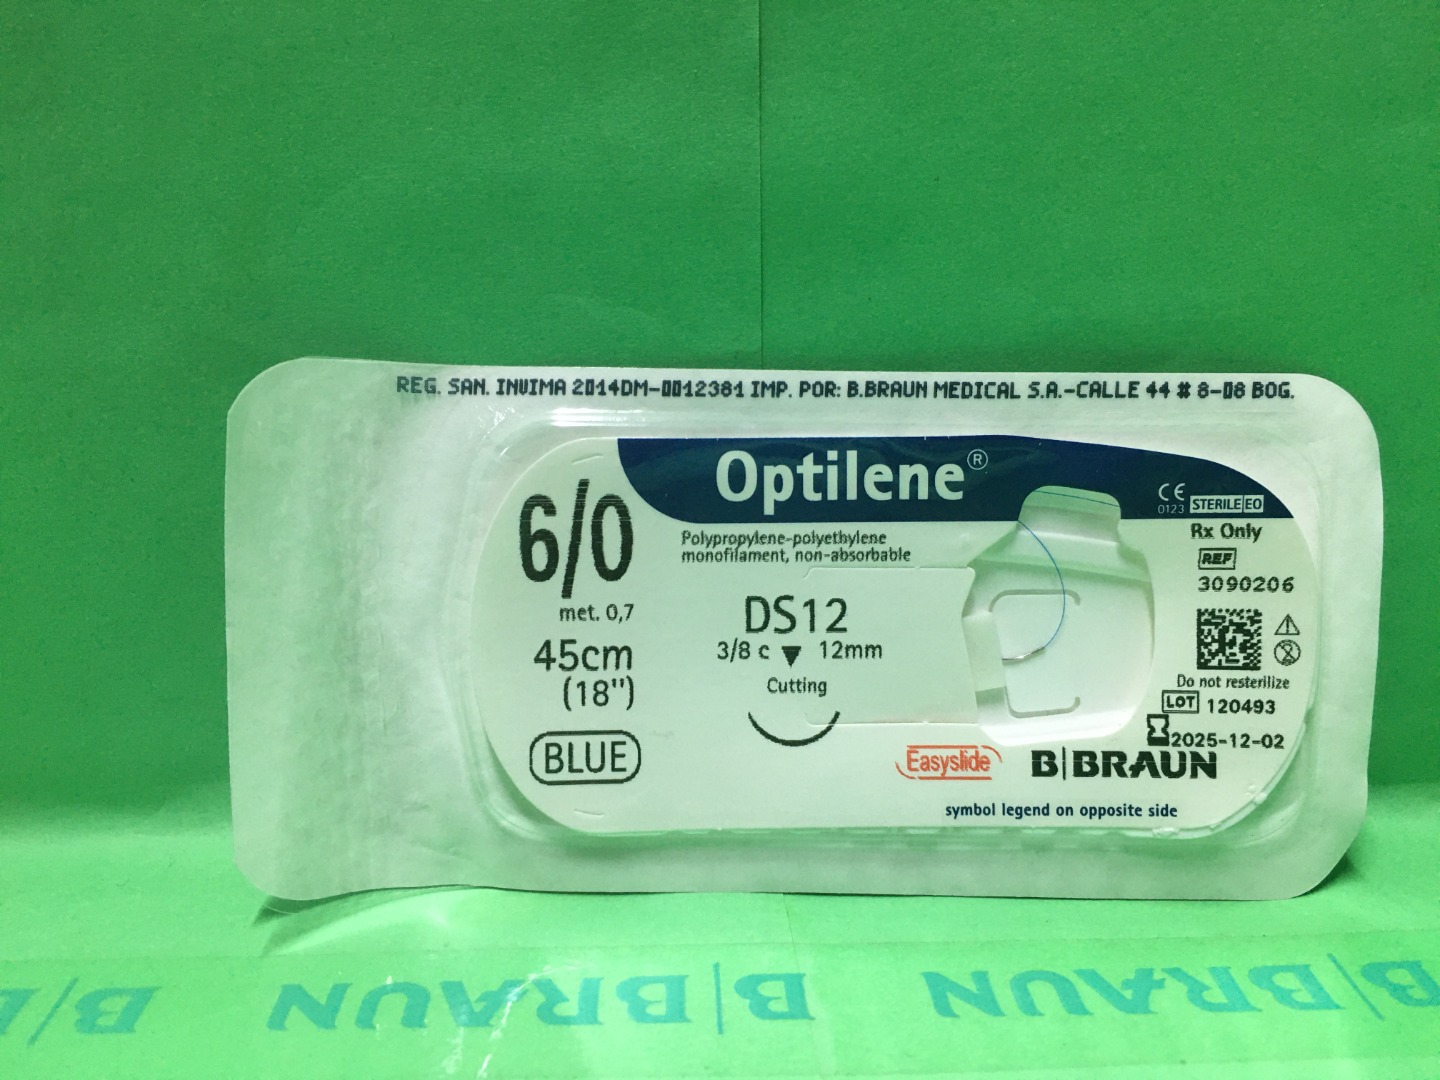 REG. SAN. INVIMA 2014DM-0012381 IMP. POR: B.BRAUN MEDICAL S.A.-CALLE 44 # 8-08 BOG.
Optilene®
6/0
met. 0,7
45cm
(18")
BLUE
Polypropylene-polyethylene
monofilament, non-absorbable
DS12
3/8 c 12mm
Cutting
CE
0123 STERILE EO
Rx Only
REF
3090206
Do not resterilize
LOT 120493
2025-12-02
Easyslide
B|BRAUN
symbol legend on opposite side
B|BRAUN
B|BRAUN